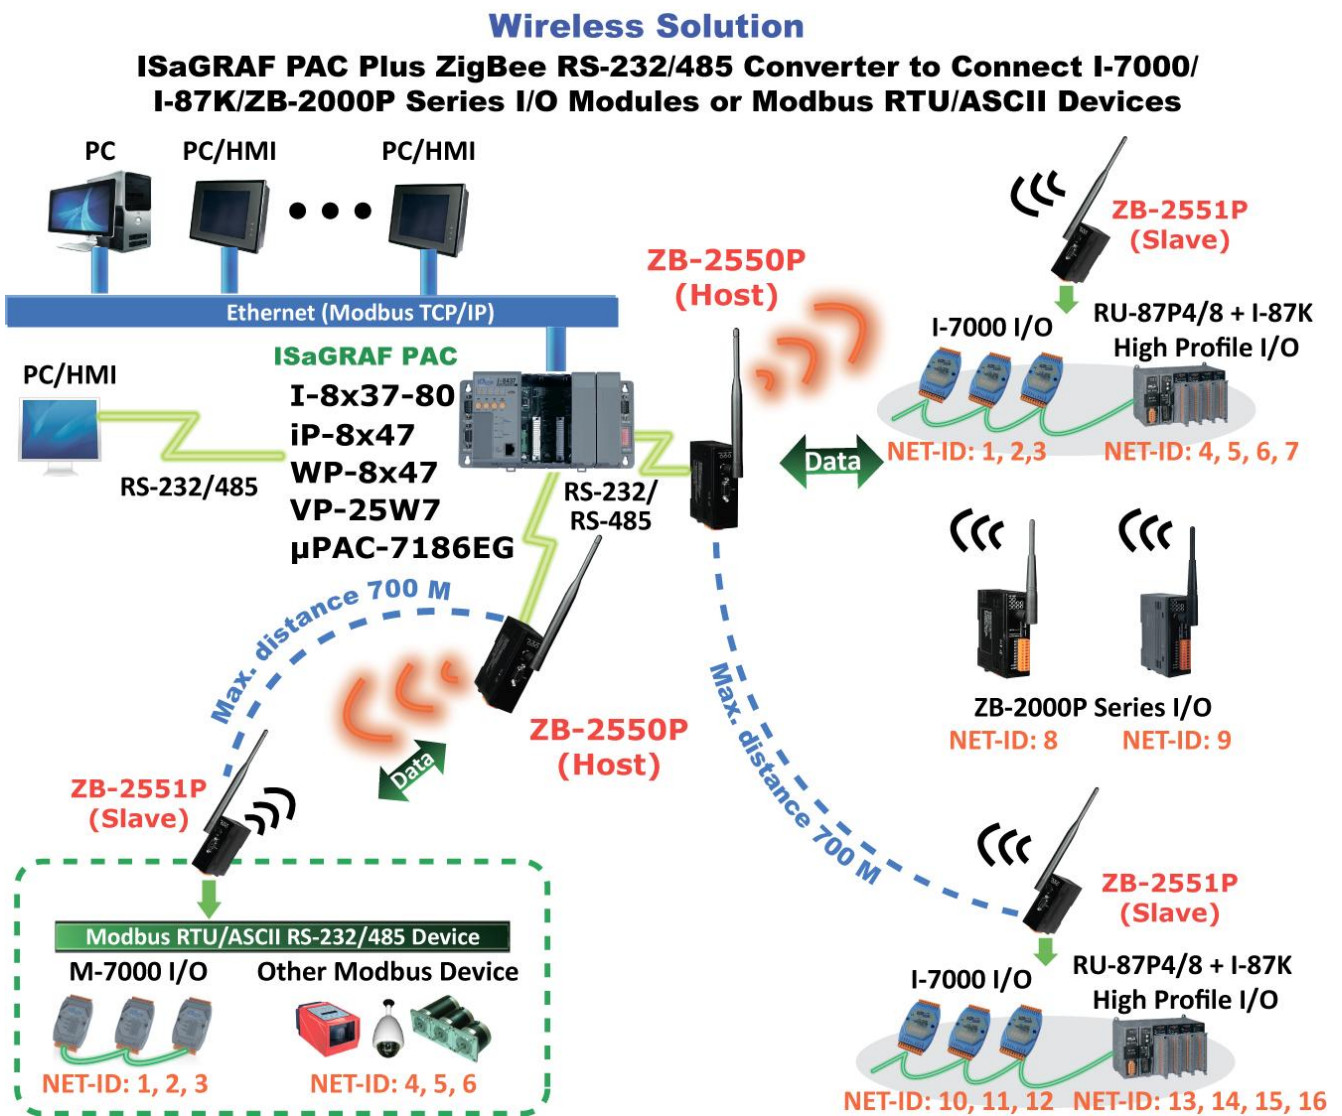 Wireless Solution
ISaGRAF PAC Plus ZigBee RS-232/485 Converter to Connect I-7000/
I-87K/ZB-2000P Series I/O Modules or Modbus RTU/ASCII Devices
PC
PC/HMI
PC/HMI
Ethernet (Modbus TCP/IP)
ISaGRAF PAC
I-8x37-80
iP-8x47
WP-8x47
VP-25W7
µPAC-7186EG
PC/HMI
RS-232/485
RS-232/
RS-485
ZB-2550P
(Host)
Data
ZB-2551P
(Slave)
I-7000 I/O
RU-87P4/8 + I-87K
High Profile I/O
NET-ID: 1, 2,3
NET-ID: 4, 5, 6, 7
ZB-2000P Series I/O
NET-ID: 8
NET-ID: 9
Max. distance 700 M
ZB-2550P
(Host)
Data
Max. distance 700 M
ZB-2551P
(Slave)
Modbus RTU/ASCII RS-232/485 Device
M-7000 I/O
Other Modbus Device
NET-ID: 1, 2, 3
NET-ID: 4, 5, 6
ZB-2551P
(Slave)
I-7000 I/O
RU-87P4/8 + I-87K
High Profile I/O
NET-ID: 10, 11, 12
NET-ID: 13, 14, 15, 16